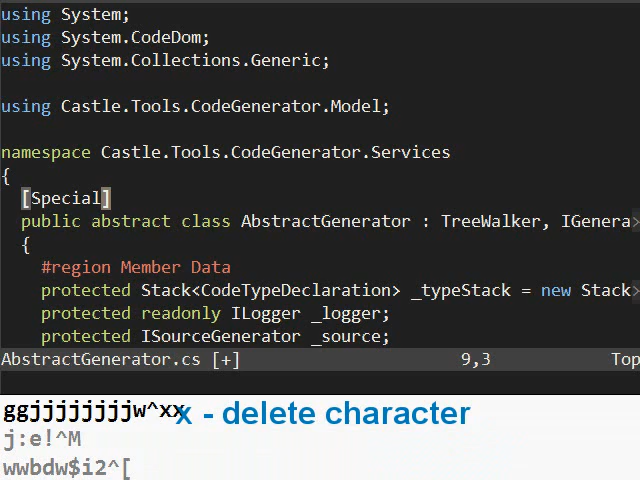 using System;
using System.CodeDom;
using System.Collections.Generic;
using Castle.Tools.CodeGenerator.Model;
namespace Castle.Tools.CodeGenerator.Services
{
[Special]
public abstract class AbstractGenerator : TreeWalker, IGenera>
{
#region Member Data
protected Stack<CodeTypeDeclaration> _typeStack = new Stack>
protected readonly ILogger _logger;
protected ISourceGenerator _source;
AbstractGenerator.cs [+] 9,3 Top
ggjjjjjjjjw^xx x - delete character
j:e!^M
wwbdw$i2^[